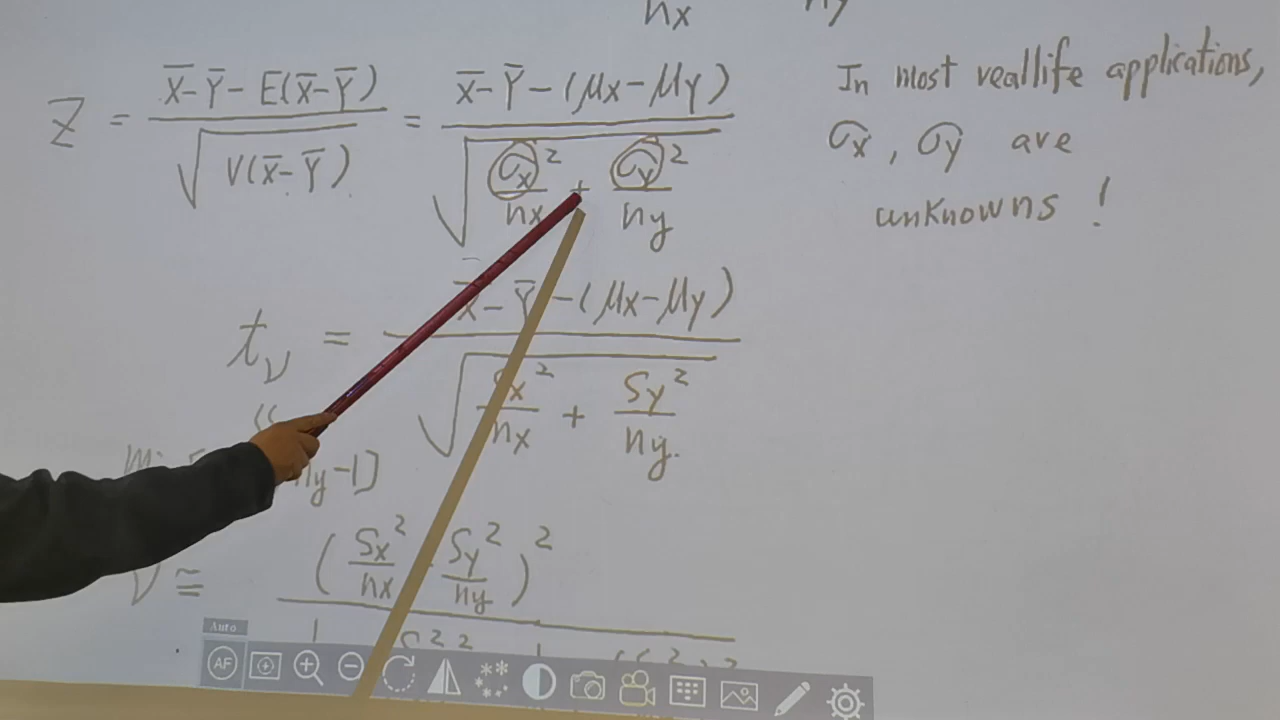 nx ny
Z = X̄-Ȳ-E(X̄-Ȳ) / √V(X̄-Ȳ) = X̄-Ȳ-(μx-μy) / √(σx²/nx + σy²/ny)
In most reallife applications,
σx, σy are
unknowns !
tν = X̄-Ȳ-(μx-μy) / √(Sx²/nx + Sy²/ny)
ny-1]
ν ≅ (Sx²/nx Sy²/ny)²
Auto
AF